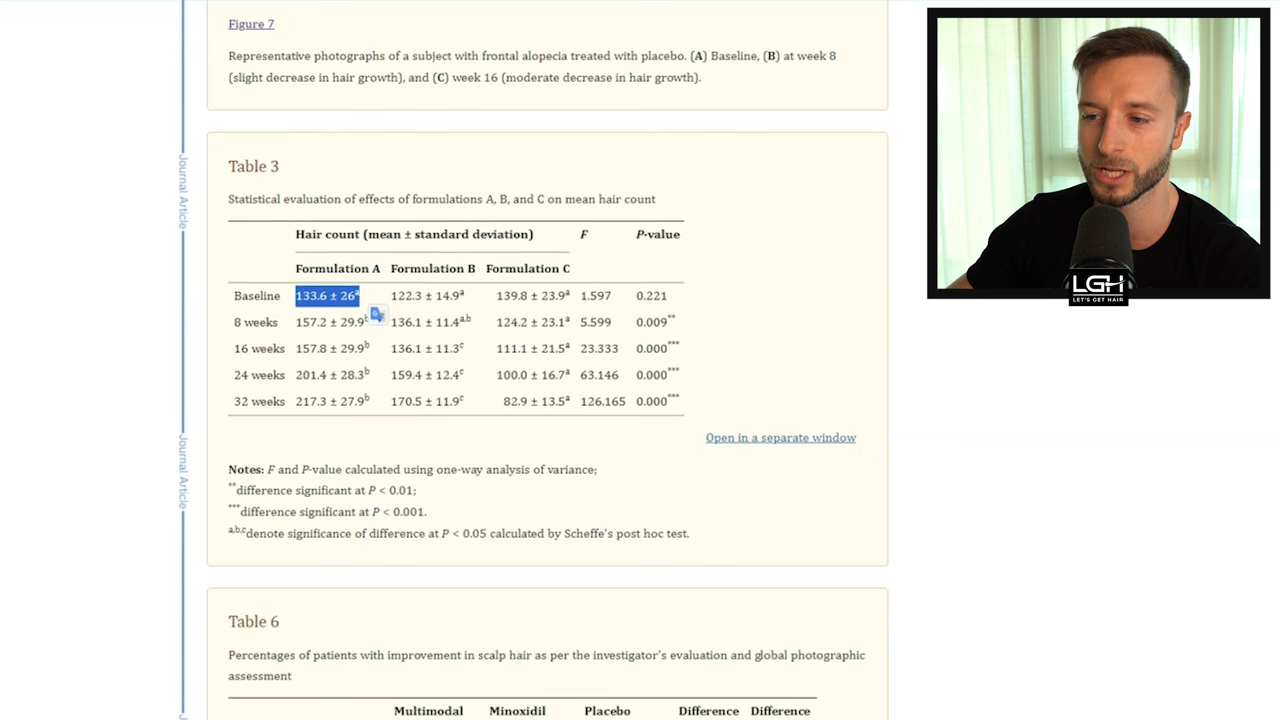 Figure 7
Representative photographs of a subject with frontal alopecia treated with placebo. (A) Baseline, (B) at week 8
(slight decrease in hair growth), and (C) week 16 (moderate decrease in hair growth).
Journal Article
Table 3
Statistical evaluation of effects of formulations A, B, and C on mean hair count
Hair count (mean ± standard deviation) F P-value
Formulation A Formulation B Formulation C
Baseline 133.6 ± 26ᵃ 122.3 ± 14.9ᵃ 139.8 ± 23.9ᵃ 1.597 0.221
8 weeks 157.2 ± 29.9ᵇ 136.1 ± 11.4ᵃ,ᵇ 124.2 ± 23.1ᵃ 5.599 0.009**
16 weeks 157.8 ± 29.9ᵇ 136.1 ± 11.3ᶜ 111.1 ± 21.5ᵃ 23.333 0.000***
24 weeks 201.4 ± 28.3ᵇ 159.4 ± 12.4ᶜ 100.0 ± 16.7ᵃ 63.146 0.000***
32 weeks 217.3 ± 27.9ᵇ 170.5 ± 11.9ᶜ 82.9 ± 13.5ᵃ 126.165 0.000***
Open in a separate window
Journal Article
Notes: F and P-value calculated using one-way analysis of variance;
**difference significant at P < 0.01;
***difference significant at P < 0.001.
ᵃ,ᵇ,ᶜdenote significance of difference at P < 0.05 calculated by Scheffe's post hoc test.
Table 6
Percentages of patients with improvement in scalp hair as per the investigator's evaluation and global photographic
assessment
Multimodal Minoxidil Placebo Difference Difference
LGH
LET'S GET HAIR